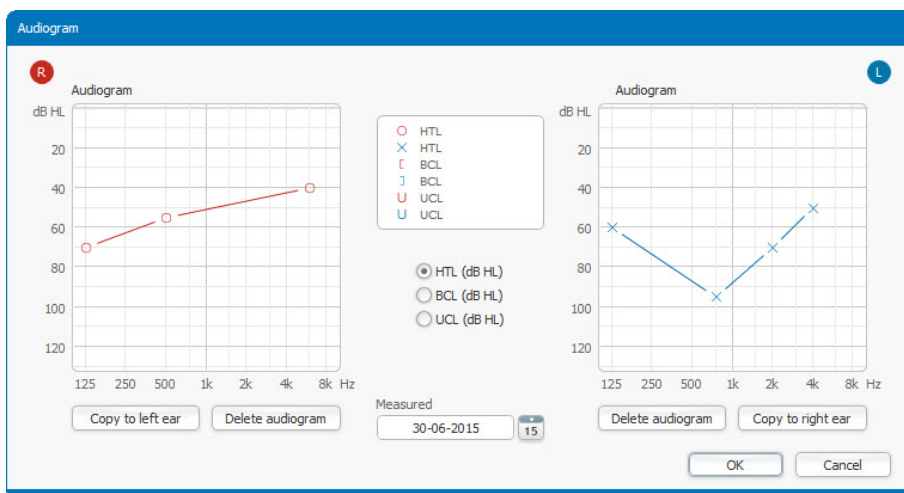 Audiogram
R
L
Audiogram
dB HL
20
40
60
80
100
120
125 250 500 1k 2k 4k 8k Hz
Copy to left ear
Delete audiogram
HTL
HTL
BCL
BCL
UCL
UCL
HTL (dB HL)
BCL (dB HL)
UCL (dB HL)
Measured
30-06-2015
15
Audiogram
dB HL
20
40
60
80
100
120
125 250 500 1k 2k 4k 8k Hz
Delete audiogram
Copy to right ear
OK
Cancel